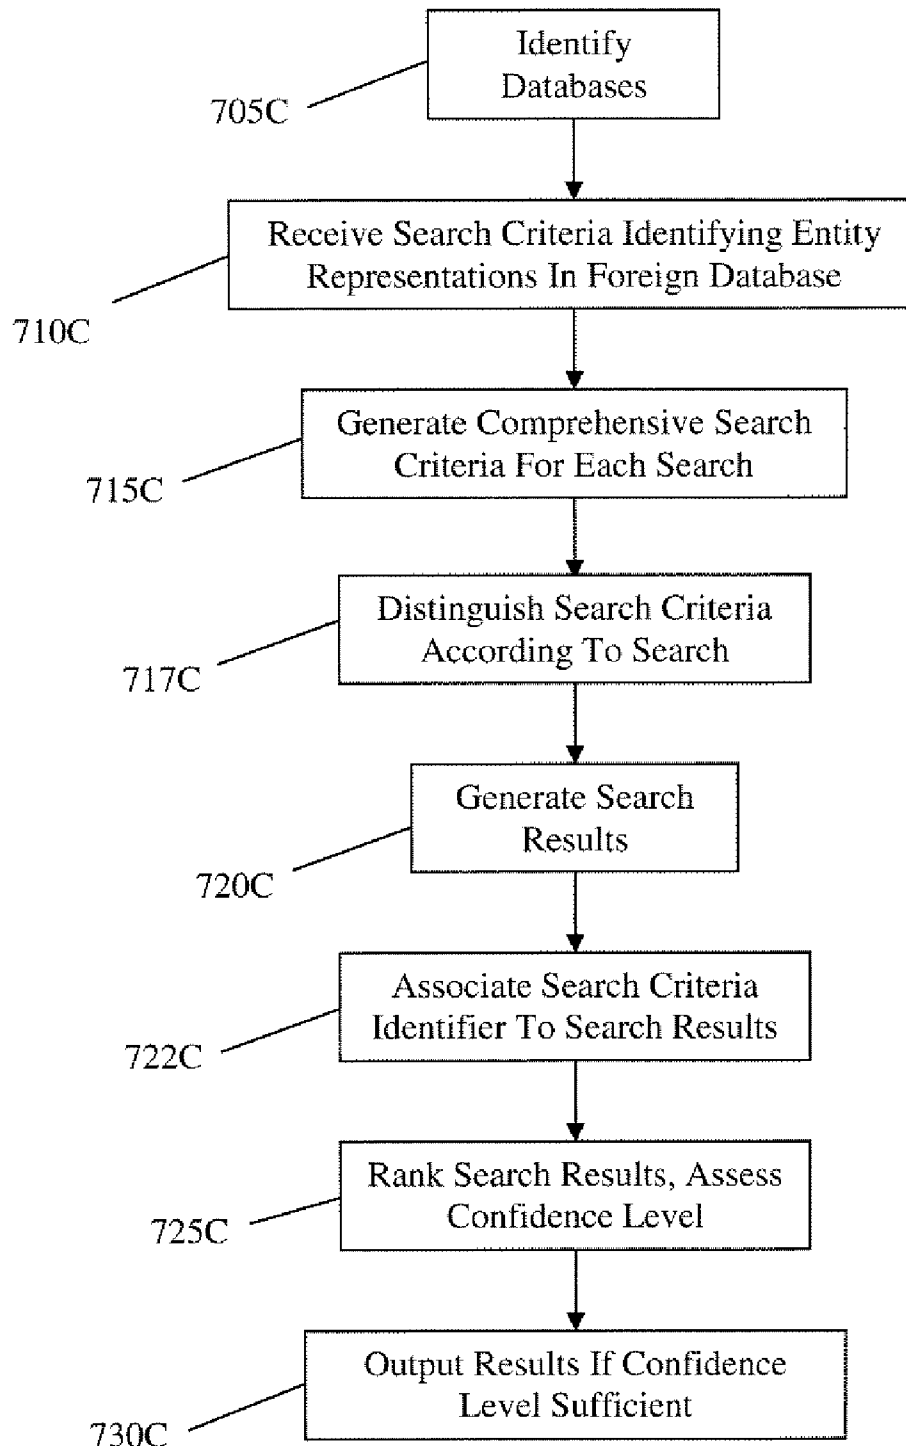 Identify
Databases
705C
Receive Search Criteria Identifying Entity
Representations In Foreign Database
710C
Generate Comprehensive Search
Criteria For Each Search
715C
Distinguish Search Criteria
According To Search
717C
Generate Search
Results
720C
Associate Search Criteria
Identifier To Search Results
722C
Rank Search Results, Assess
Confidence Level
725C
Output Results If Confidence
Level Sufficient
730C